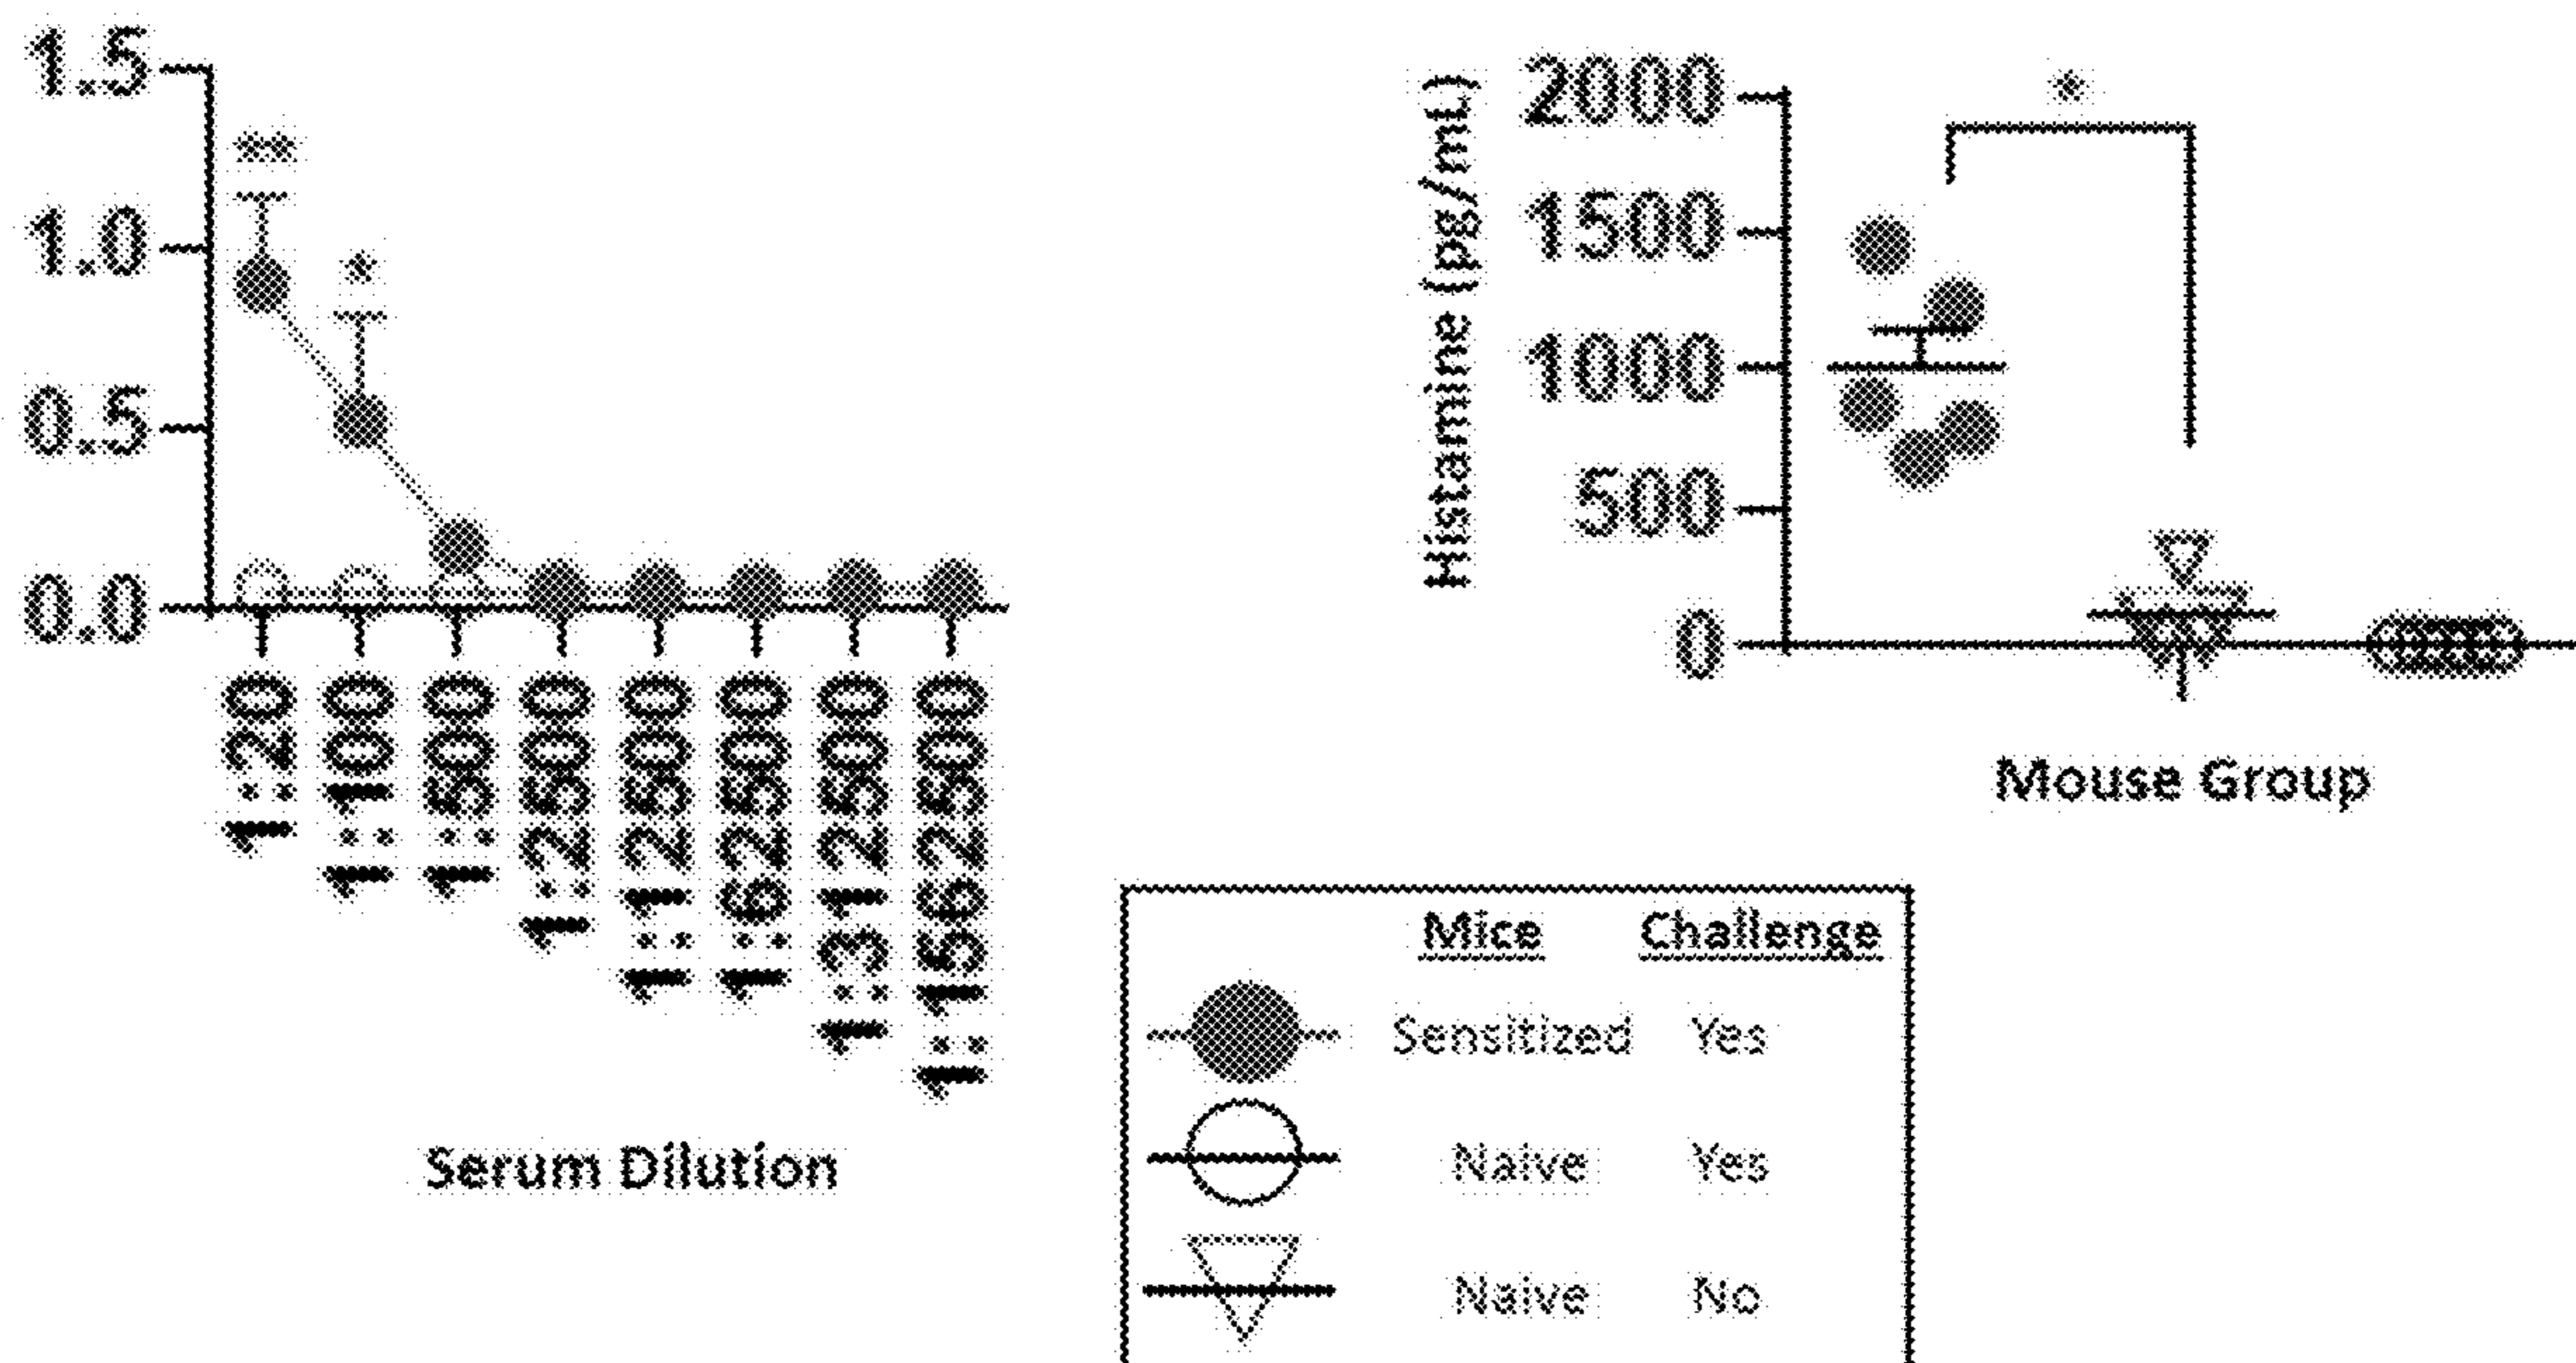 1.5
1.0
0.5
0.0
**
*
1:20
1:100
1:500
1:2500
1:12500
1:62500
1:312500
1:1562500
Serum Dilution
Histamine (pg/mL)
2000
1500
1000
500
0
*
Mouse Group
Mice Challenge
Sensitized Yes
Naive Yes
Naive No